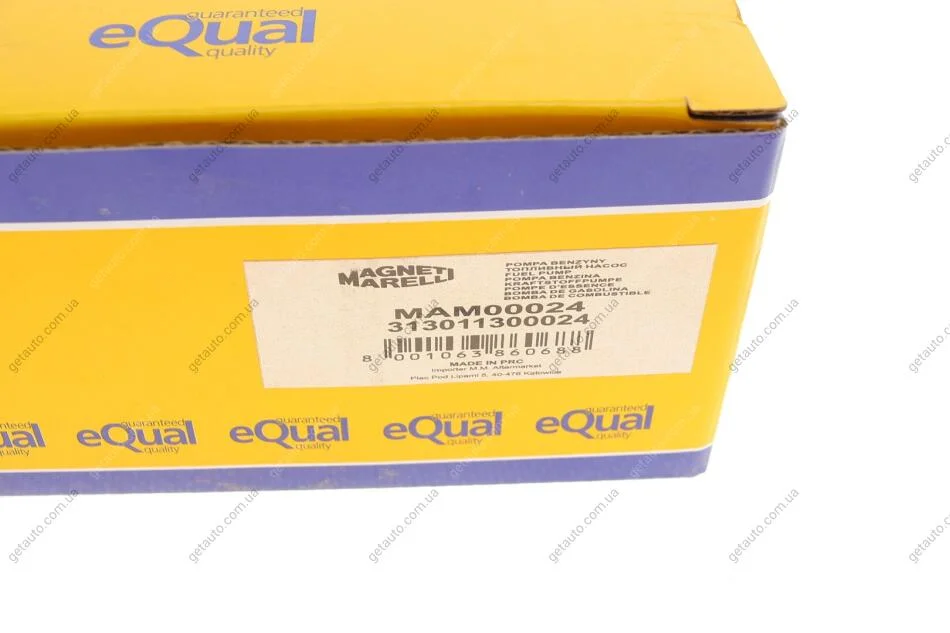 guaranteed
eQual
quality
MAGNETI
MARELLI
POMPA BENZYNY
ТОПЛИВНЫЙ НАСОС
FUEL PUMP
POMPA BENZINA
KRAFTSTOFFPUMPE
POMPE D'ESSENCE
BOMBA DE GASOLINA
BOMBA DE COMBUSTIBLE
MAM00024
313011300024
8 001063 860688
MADE IN PRC
Importer M.M. Aftermarket
Plac Pod Lipami 5, 40-476 Katowice
guaranteed
eQual
quality
guaranteed
eQual
quality
guaranteed
eQual
quality
guaranteed
eQual
quality
getauto.com.ua